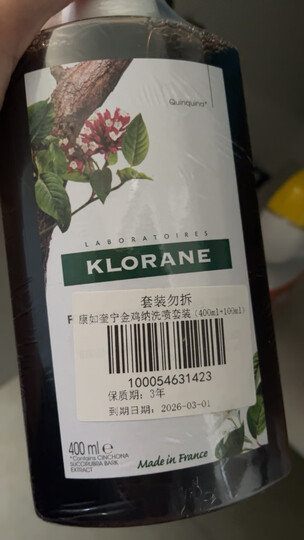 Quinquina*
LABORATOIRES
KLORANE
套装勿拆
康如奎宁金鸡纳洗喷套装(400ml+100ml)
100054631423
保质期：3年
到期日期：2026-03-01
400 ml e
*Contains CINCHONA
SUCCIRUBRA BARK
EXTRACT
Made in France